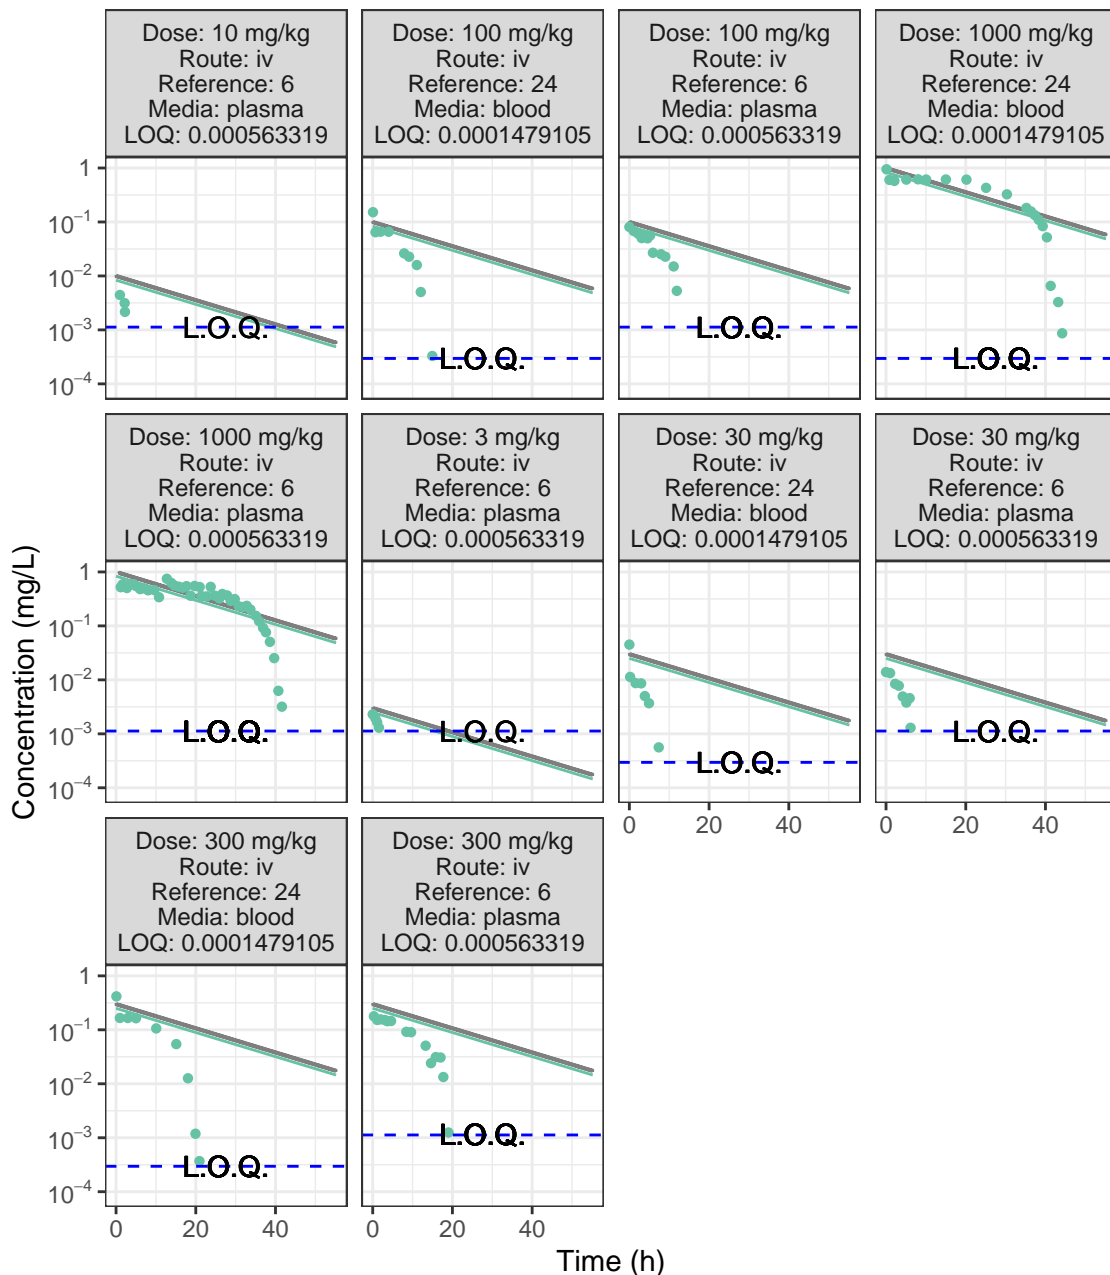 Dose: 10 mg/kg
Route: iv
Reference: 6
Media: plasma
LOQ: 0.000563319
Dose: 100 mg/kg
Route: iv
Reference: 24
Media: blood
LOQ: 0.0001479105
Dose: 100 mg/kg
Route: iv
Reference: 6
Media: plasma
LOQ: 0.000563319
Dose: 1000 mg/kg
Route: iv
Reference: 24
Media: blood
LOQ: 0.0001479105
1
10⁻¹
10⁻²
10⁻³
10⁻⁴
L.O.Q.
L.O.Q.
L.O.Q.
L.O.Q.
Dose: 1000 mg/kg
Route: iv
Reference: 6
Media: plasma
LOQ: 0.000563319
Dose: 3 mg/kg
Route: iv
Reference: 6
Media: plasma
LOQ: 0.000563319
Dose: 30 mg/kg
Route: iv
Reference: 24
Media: blood
LOQ: 0.0001479105
Dose: 30 mg/kg
Route: iv
Reference: 6
Media: plasma
LOQ: 0.000563319
Concentration (mg/L)
1
10⁻¹
10⁻²
10⁻³
10⁻⁴
L.O.Q.
L.O.Q.
L.O.Q.
L.O.Q.
0 20 40
0 20 40
Dose: 300 mg/kg
Route: iv
Reference: 24
Media: blood
LOQ: 0.0001479105
Dose: 300 mg/kg
Route: iv
Reference: 6
Media: plasma
LOQ: 0.000563319
1
10⁻¹
10⁻²
10⁻³
10⁻⁴
L.O.Q.
L.O.Q.
0 20 40
0 20 40
Time (h)